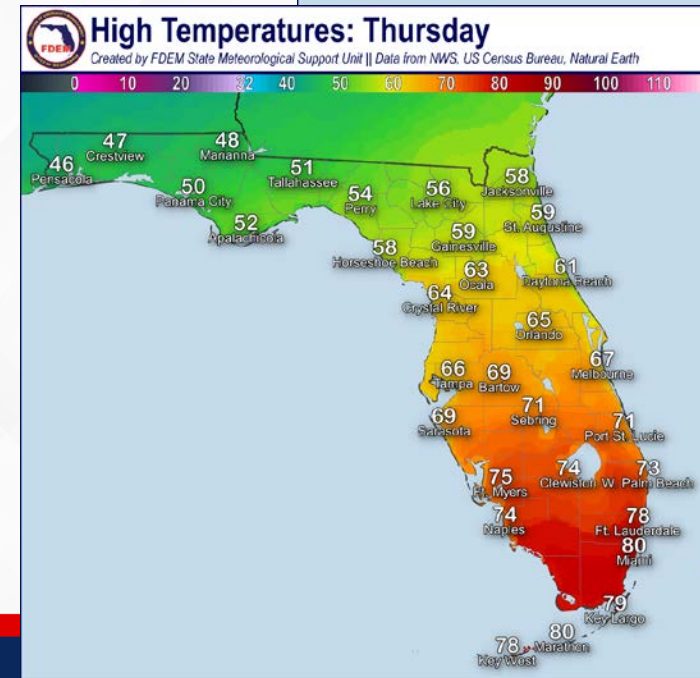 FDEM
High Temperatures: Thursday
Created by FDEM State Meteorological Support Unit || Data from NWS, US Census Bureau, Natural Earth
0 10 20 32 40 50 60 70 80 90 100 110
47
Crestview
48
Marianna
46
Pensacola
51
Tallahassee
50
Panama City
54
Perry
56
Lake City
58
Jacksonville
52
Apalachicola
59
St. Augustine
59
Gainesville
58
Horseshoe Beach
63
Ocala
61
Daytona Beach
64
Crystal River
65
Orlando
67
Melbourne
66
Tampa
69
Bartow
69
Sarasota
71
Sebring
71
Port St. Lucie
75
Ft. Myers
74
Clewiston
73
W. Palm Beach
74
Naples
78
Ft. Lauderdale
80
Miami
79
Key Largo
80
Marathon
78
Key West